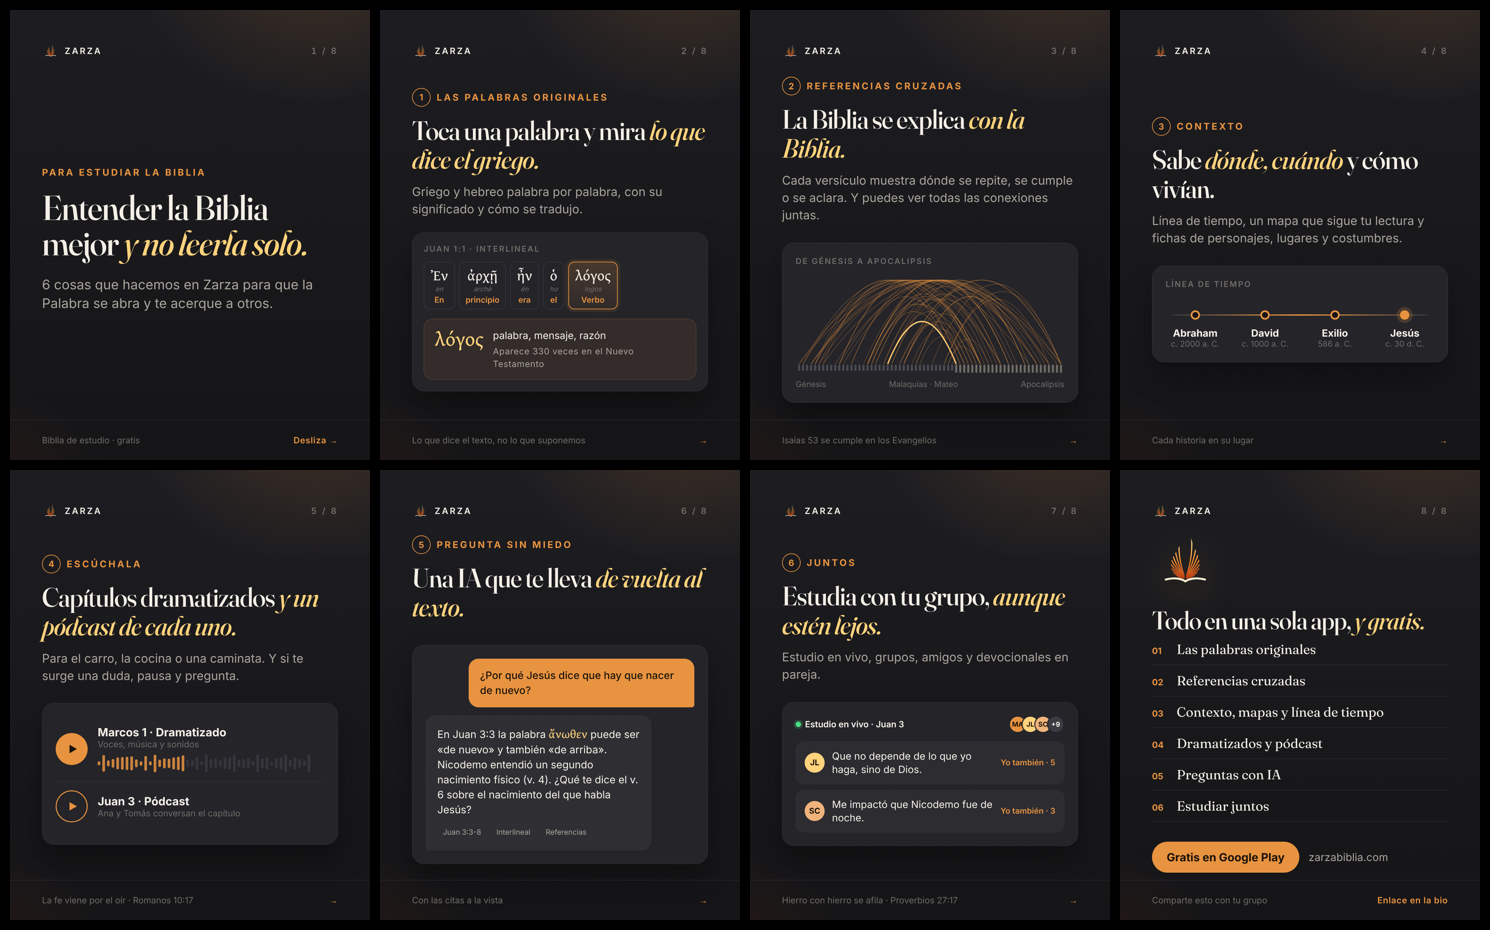 ZARZA
1 / 8
PARA ESTUDIAR LA BIBLIA
Entender la Biblia
mejor y no leerla solo.
6 cosas que hacemos en Zarza para que la
Palabra se abra y te acerque a otros.
Biblia de estudio · gratis
Desliza →
ZARZA
2 / 8
1 LAS PALABRAS ORIGINALES
Toca una palabra y mira lo que
dice el griego.
Griego y hebreo palabra por palabra, con su
significado y cómo se tradujo.
JUAN 1:1 · INTERLINEAL
Ἐν ἀρχῇ ἦν ὁ λόγος
en archē ēn ho logos
En principio era el Verbo
λόγος
palabra, mensaje, razón
Aparece 330 veces en el Nuevo
Testamento
Lo que dice el texto, no lo que suponemos
→
ZARZA
3 / 8
2 REFERENCIAS CRUZADAS
La Biblia se explica con la
Biblia.
Cada versículo muestra dónde se repite, se cumple
o se aclara. Y puedes ver todas las conexiones
juntas.
DE GÉNESIS A APOCALIPSIS
Génesis
Malaquías · Mateo
Apocalipsis
Isaías 53 se cumple en los Evangelios
→
ZARZA
4 / 8
3 CONTEXTO
Sabe dónde, cuándo y cómo
vivían.
Línea de tiempo, un mapa que sigue tu lectura y
fichas de personajes, lugares y costumbres.
LÍNEA DE TIEMPO
Abraham David Exilio Jesús
c. 2000 a. C. c. 1000 a. C. 586 a. C. c. 30 d. C.
Cada historia en su lugar
→
ZARZA
5 / 8
4 ESCÚCHALA
Capítulos dramatizados y un
pódcast de cada uno.
Para el carro, la cocina o una caminata. Y si te
surge una duda, pausa y pregunta.
Marcos 1 · Dramatizado
Voces, música y sonidos
Juan 3 · Pódcast
Ana y Tomás conversan el capítulo
La fe viene por el oír · Romanos 10:17
→
ZARZA
6 / 8
5 PREGUNTA SIN MIEDO
Una IA que te lleva de vuelta al
texto.
¿Por qué Jesús dice que hay que nacer
de nuevo?
En Juan 3:3 la palabra ἄνωθεν puede ser
«de nuevo» y también «de arriba».
Nicodemo entendió un segundo
nacimiento físico (v. 4). ¿Qué te dice el v.
6 sobre el nacimiento del que habla
Jesús?
Juan 3:3-8 Interlineal Referencias
Con las citas a la vista
→
ZARZA
7 / 8
6 JUNTOS
Estudia con tu grupo, aunque
estén lejos.
Estudio en vivo, grupos, amigos y devocionales en
pareja.
Estudio en vivo · Juan 3
MA JL SC +9
JL
Que no depende de lo que yo
haga, sino de Dios.
Yo también · 5
SC
Me impactó que Nicodemo fue de
noche.
Yo también · 3
Hierro con hierro se afila · Proverbios 27:17
→
ZARZA
8 / 8
Todo en una sola app, y gratis.
01 Las palabras originales
02 Referencias cruzadas
03 Contexto, mapas y línea de tiempo
04 Dramatizados y pódcast
05 Preguntas con IA
06 Estudiar juntos
Gratis en Google Play
zarzabiblia.com
Comparte esto con tu grupo
Enlace en la bio